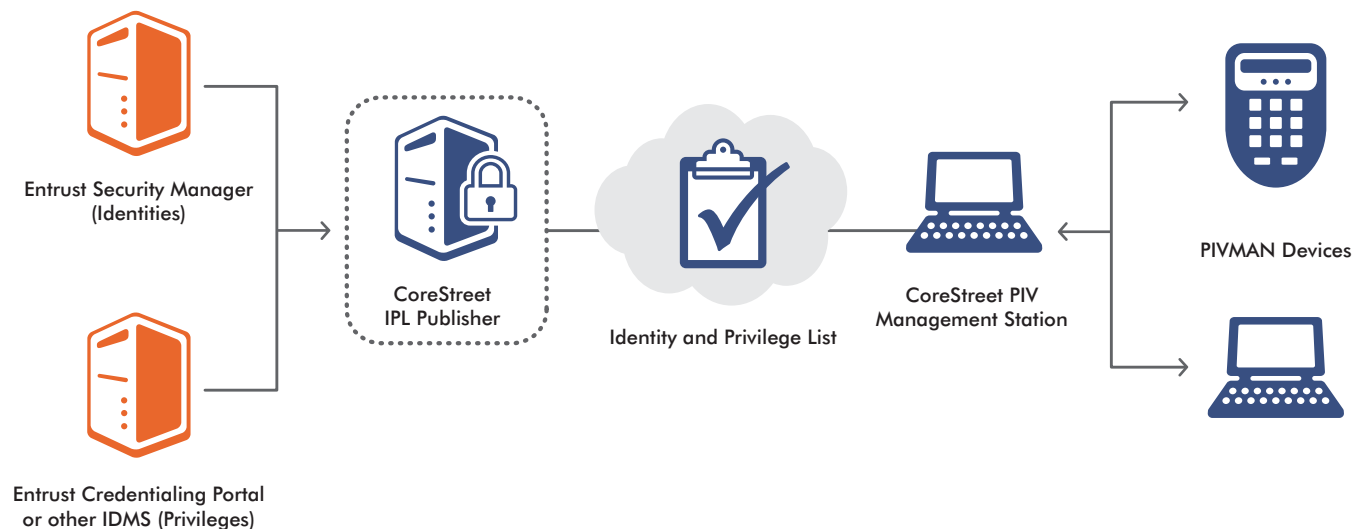 Entrust Security Manager
(Identities)
Entrust Credentialing Portal
or other IDMS (Privileges)
CoreStreet
IPL Publisher
Identity and Privilege List
CoreStreet PIV
Management Station
PIVMAN Devices